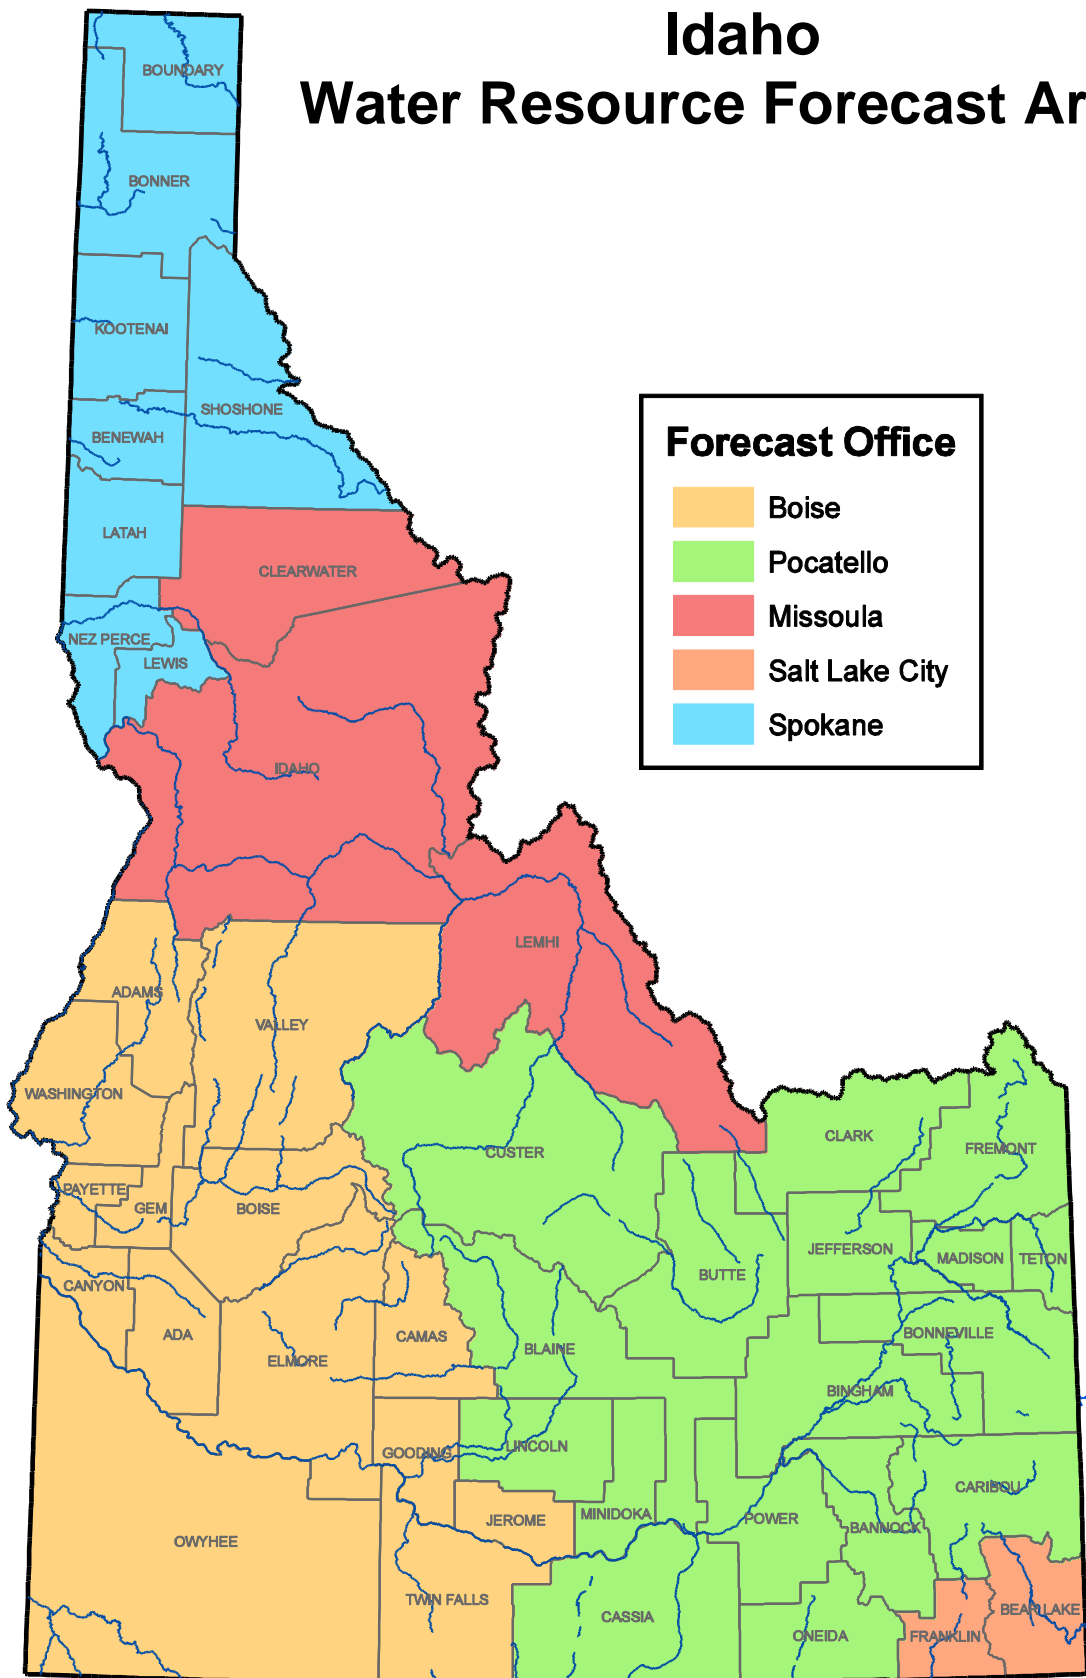 Idaho
Water Resource Forecast Ar
BOUNDARY
BONNER
KOOTENAI
SHOSHONE
BENEWAH
LATAH
CLEARWATER
NEZ PERCE
LEWIS
IDAHO
Forecast Office
Boise
Pocatello
Missoula
Salt Lake City
Spokane
LEMHI
ADAMS
VALLEY
WASHINGTON
CUSTER
CLARK
FREMONT
PAYETTE
GEM
BOISE
JEFFERSON
MADISON
TETON
CANYON
BUTTE
ADA
CAMAS
ELMORE
BLAINE
BONNEVILLE
BINGHAM
GOODING
LINCOLN
CARIBOU
OWYHEE
JEROME
MINIDOKA
POWER
BANNOCK
TWIN FALLS
CASSIA
ONEIDA
FRANKLIN
BEAR LAKE